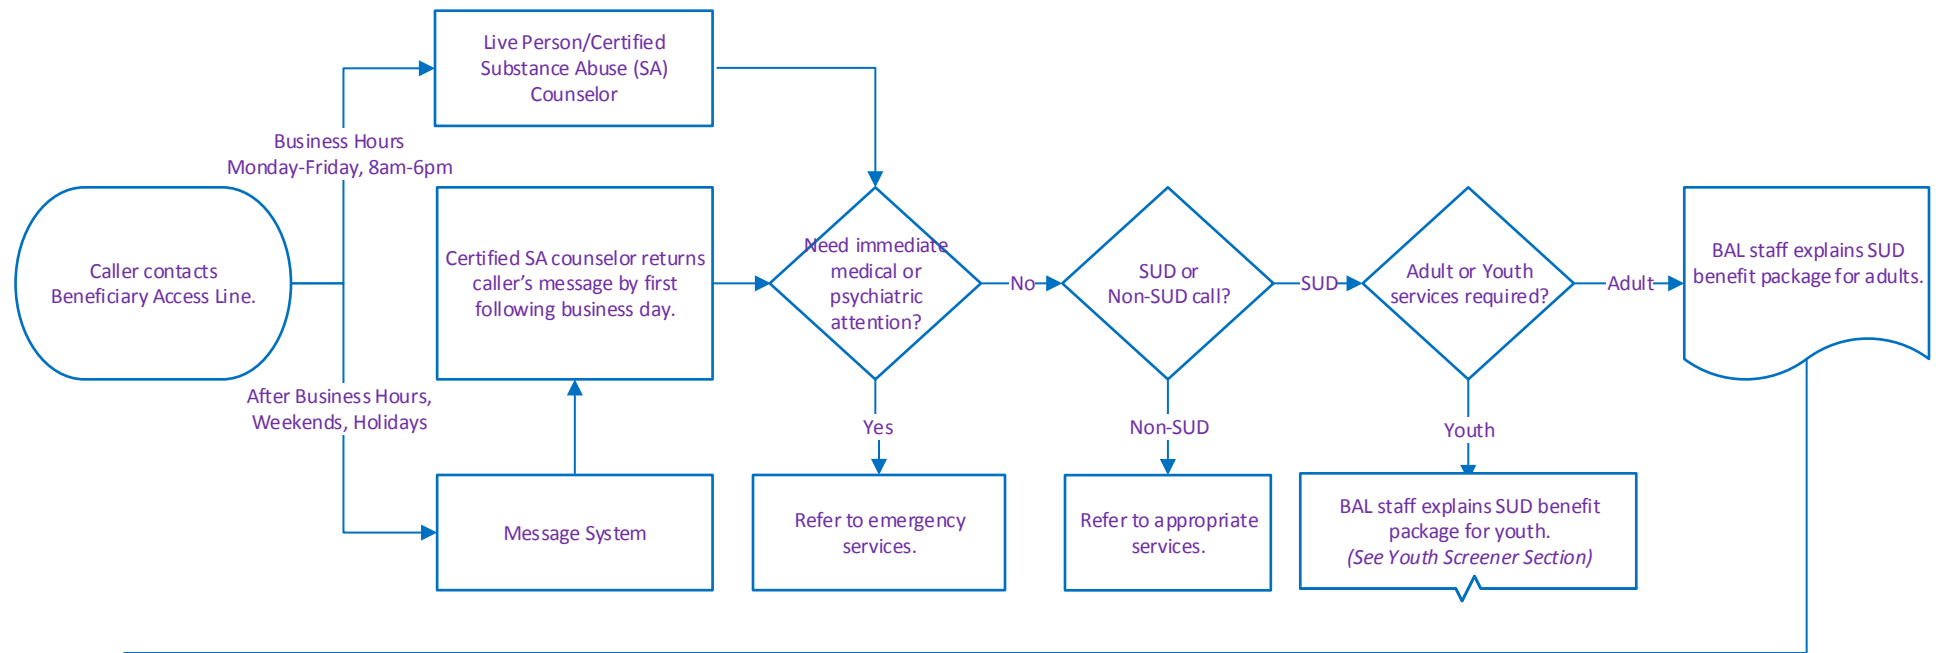 Live Person/Certified
Substance Abuse (SA)
Counselor
Business Hours
Monday-Friday, 8am-6pm
Caller contacts
Beneficiary Access Line.
Certified SA counselor returns
caller's message by first
following business day.
Need immediate
medical or
psychiatric
attention?
No
SUD or
Non-SUD call?
SUD
Adult or Youth
services required?
Adult
BAL staff explains SUD
benefit package for adults.
After Business Hours,
Weekends, Holidays
Yes
Non-SUD
Youth
Message System
Refer to emergency
services.
Refer to appropriate
services.
BAL staff explains SUD benefit
package for youth.
(See Youth Screener Section)